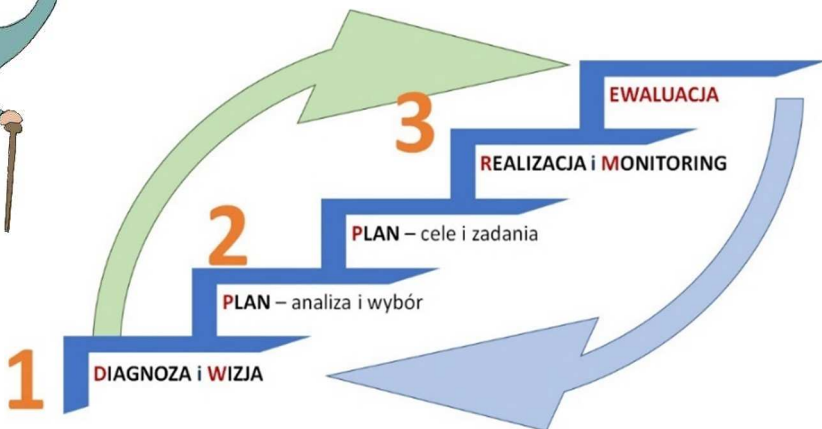 EWALUACJA
3
REALIZACJA i MONITORING
PLAN – cele i zadania
2
PLAN – analiza i wybór
1
DIAGNOZA i WIZJA